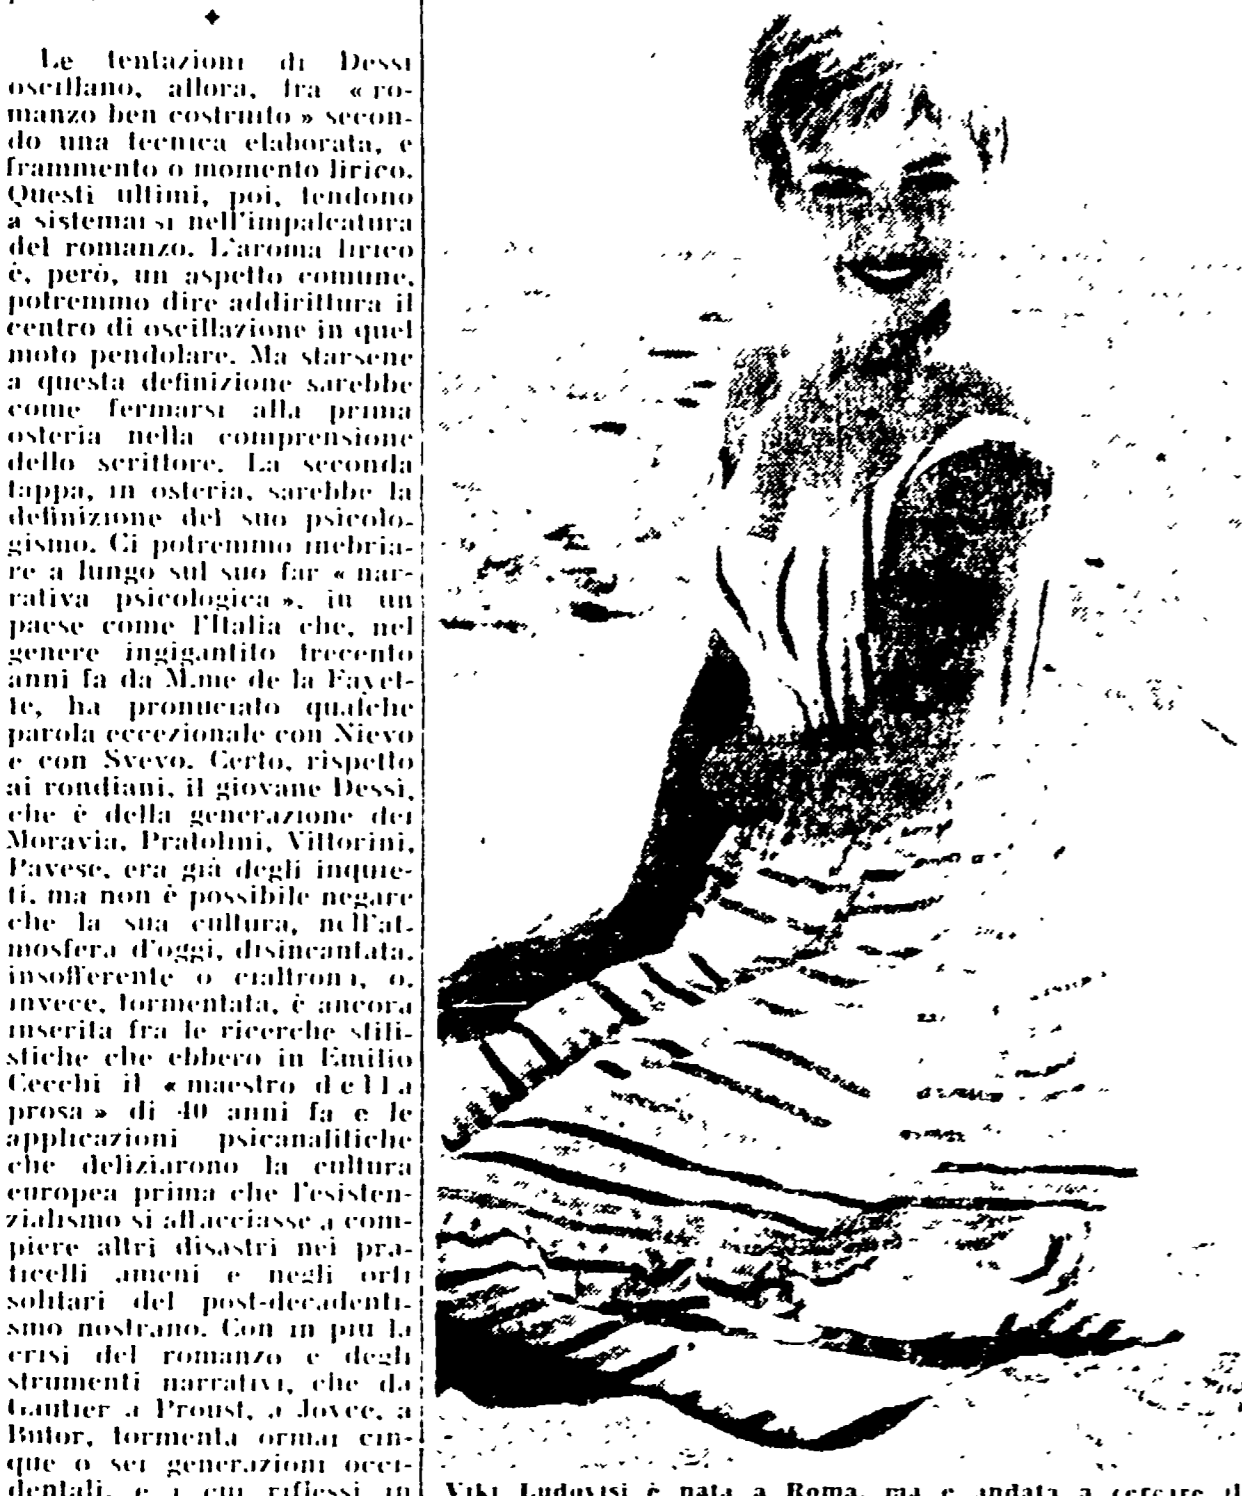 Le tentazioni di Dessì
oscillano, allora, fra « ro-
manzo ben costruito » secon-
do una tecnica elaborata, e
frammento o momento lirico.
Questi ultimi, poi, tendono
a sistemarsi nell'impalcatura
del romanzo. L'aroma lirico
è, però, un aspetto comune,
potremmo dire addirittura il
centro di oscillazione in quel
moto pendolare. Ma starsene
a questa definizione sarebbe
come fermarsi alla prima
osteria nella comprensione
dello scrittore. La seconda
tappa, in osteria, sarebbe la
definizione del suo psicolo-
gismo. Ci potremmo inebria-
re a lungo sul suo far « nar-
rativa psicologica », in un
paese come l'Italia che, nel
genere ingigantito trecento
anni fa da M.me de la Fayet-
te, ha pronunciato qualche
parola eccezionale con Nievo
e con Svevo. Certo, rispetto
ai rondiani, il giovane Dessì,
che è della generazione dei
Moravia, Pratolini, Vittorini,
Pavese, era già degli inquie-
ti, ma non è possibile negare
che la sua cultura, nell'at-
mosfera d'oggi, disincantata,
insofferente o cialtrona, o,
invece, tormentata, è ancora
inserita fra le ricerche stili-
stiche che ebbero in Emilio
Cecchi il « maestro della
prosa » di 40 anni fa e le
applicazioni psicanalitiche
che deliziarono la cultura
europea prima che l'esisten-
zialismo si affacciasse a com-
piere altri disastri nei pra-
ticelli ameni e negli orti
solitari del post-decadenti-
smo nostrano. Con in più la
crisi del romanzo e degli
strumenti narrativi, che da
Gautier a Proust, a Joyce, a
Butor, tormenta ormai cin-
que o sei generazioni occi-
dentali, e i cui riflessi in
Viki Ludovisi è nata a Roma, ma è andata a cercare il